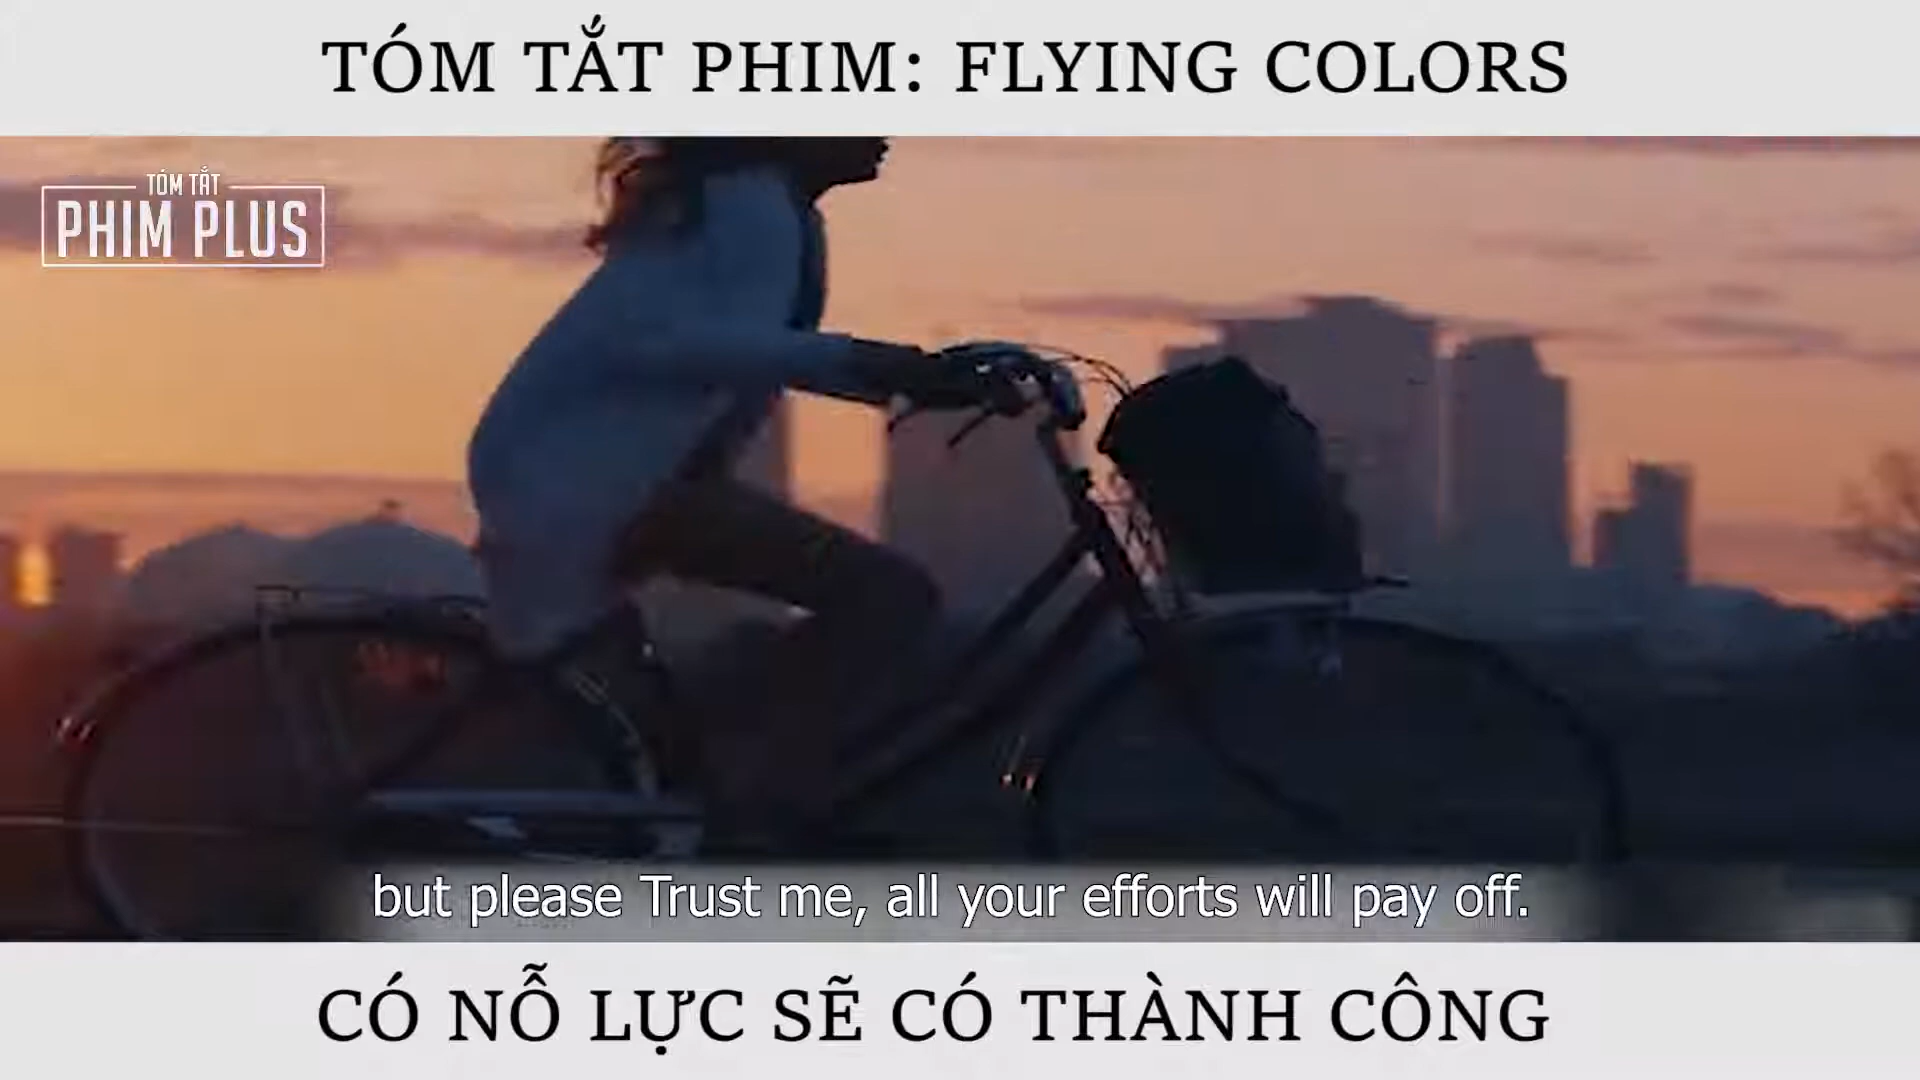 TÓM TẮT PHIM: FLYING COLORS
TÓM TẮT
PHIM PLUS
but please Trust me, all your efforts will pay off.
CÓ NỖ LỰC SẼ CÓ THÀNH CÔNG